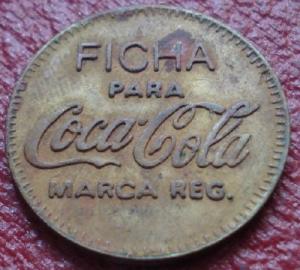 FICHA
PARA
Coca-Cola
MARCA REG.